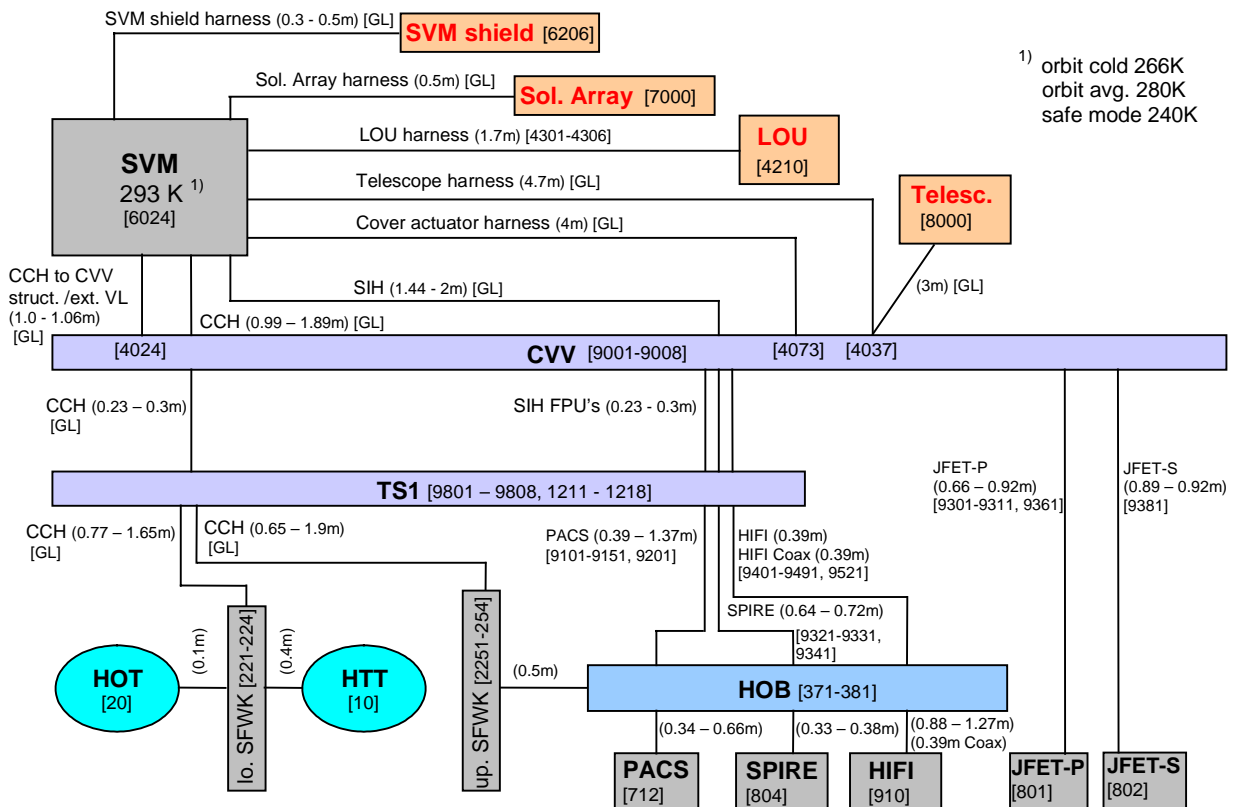 SVM shield harness (0.3 - 0.5m) [GL]
SVM shield [6206]
1) orbit cold 266K
orbit avg. 280K
safe mode 240K
Sol. Array harness (0.5m) [GL]
Sol. Array [7000]
LOU harness (1.7m) [4301-4306]
LOU
[4210]
SVM
293 K 1)
[6024]
Telescope harness (4.7m) [GL]
Telesc.
[8000]
Cover actuator harness (4m) [GL]
CCH to CVV
struct. /ext. VL
(1.0 - 1.06m)
[GL]
SIH (1.44 - 2m) [GL]
(3m) [GL]
CCH (0.99 – 1.89m) [GL]
[4024]
CVV [9001-9008]
[4073]
[4037]
CCH (0.23 – 0.3m)
[GL]
SIH FPU's (0.23 - 0.3m)
JFET-P
(0.66 – 0.92m)
[9301-9311, 9361]
JFET-S
(0.89 – 0.92m)
[9381]
TS1 [9801 – 9808, 1211 - 1218]
CCH (0.77 – 1.65m)
[GL]
CCH (0.65 – 1.9m)
[GL]
PACS (0.39 – 1.37m)
[9101-9151, 9201]
HIFI (0.39m)
HIFI Coax (0.39m)
[9401-9491, 9521]
SPIRE (0.64 – 0.72m)
[9321-9331,
9341]
HOT
[20]
(0.1m)
lo. SFWK [221-224]
(0.4m)
HTT
[10]
up. SFWK [2251-254]
(0.5m)
HOB [371-381]
(0.34 – 0.66m)
(0.33 – 0.38m)
(0.88 – 1.27m)
(0.39m Coax)
PACS
[712]
SPIRE
[804]
HIFI
[910]
JFET-P
[801]
JFET-S
[802]